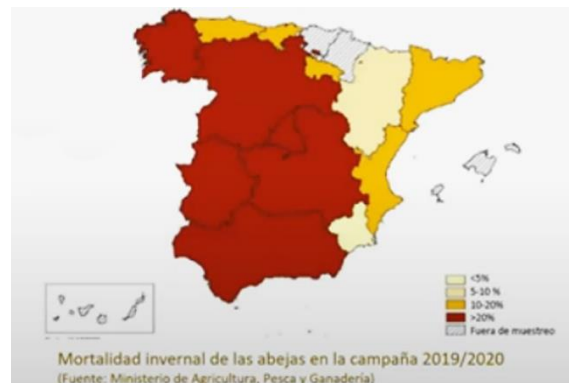 <5%
5-10 %
10-20%
>20%
Fuera de muestreo
Mortalidad invernal de las abejas en la campaña 2019/2020
(Fuente: Ministerio de Agricultura, Pesca y Ganadería)